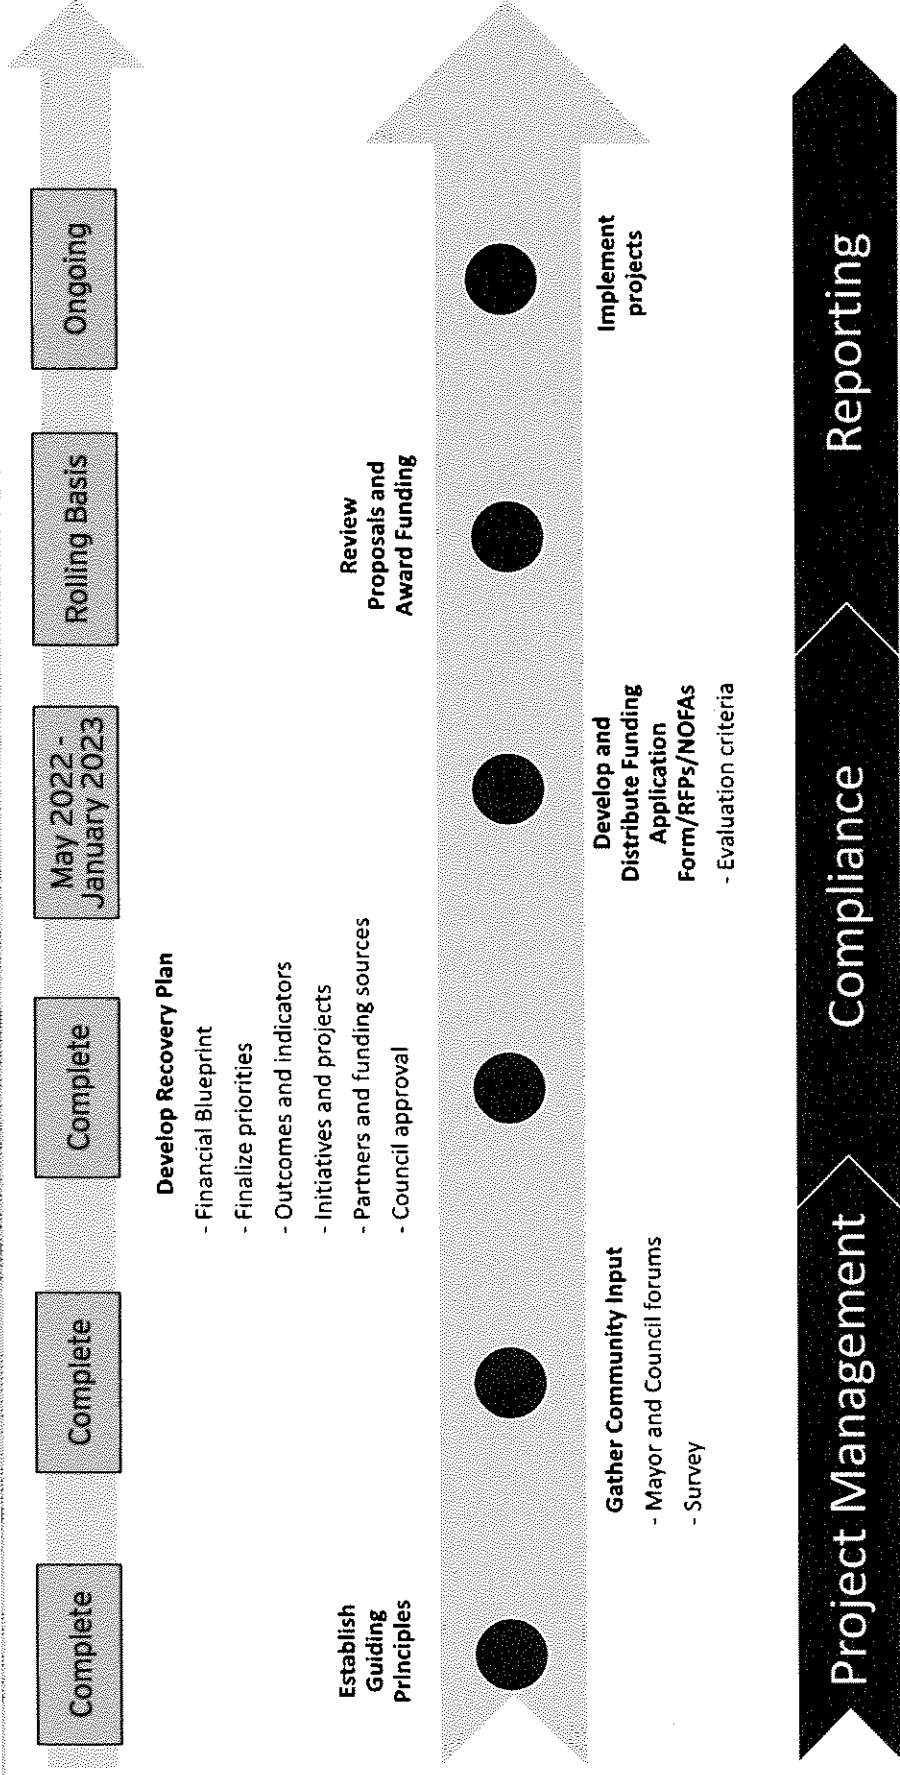 Complete
Complete
Complete
May 2022 -
January 2023
Rolling Basis
Ongoing
Establish
Guiding
Principles
Gather Community Input
- Mayor and Council forums
- Survey
Develop Recovery Plan
- Financial Blueprint
- Finalize priorities
- Outcomes and indicators
- Initiatives and projects
- Partners and funding sources
- Council approval
Develop and
Distribute Funding
Application
Form/RFPs/NOFAs
- Evaluation criteria
Review
Proposals and
Award Funding
Implement
projects
Project Management
Compliance
Reporting